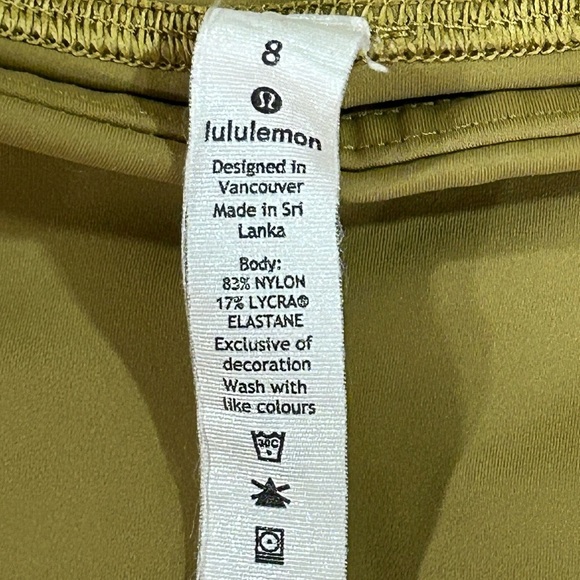 8
lululemon
Designed in
Vancouver
Made in Sri
Lanka
Body:
83% NYLON
17% LYCRA®
ELASTANE
Exclusive of
decoration
Wash with
like colours
30C